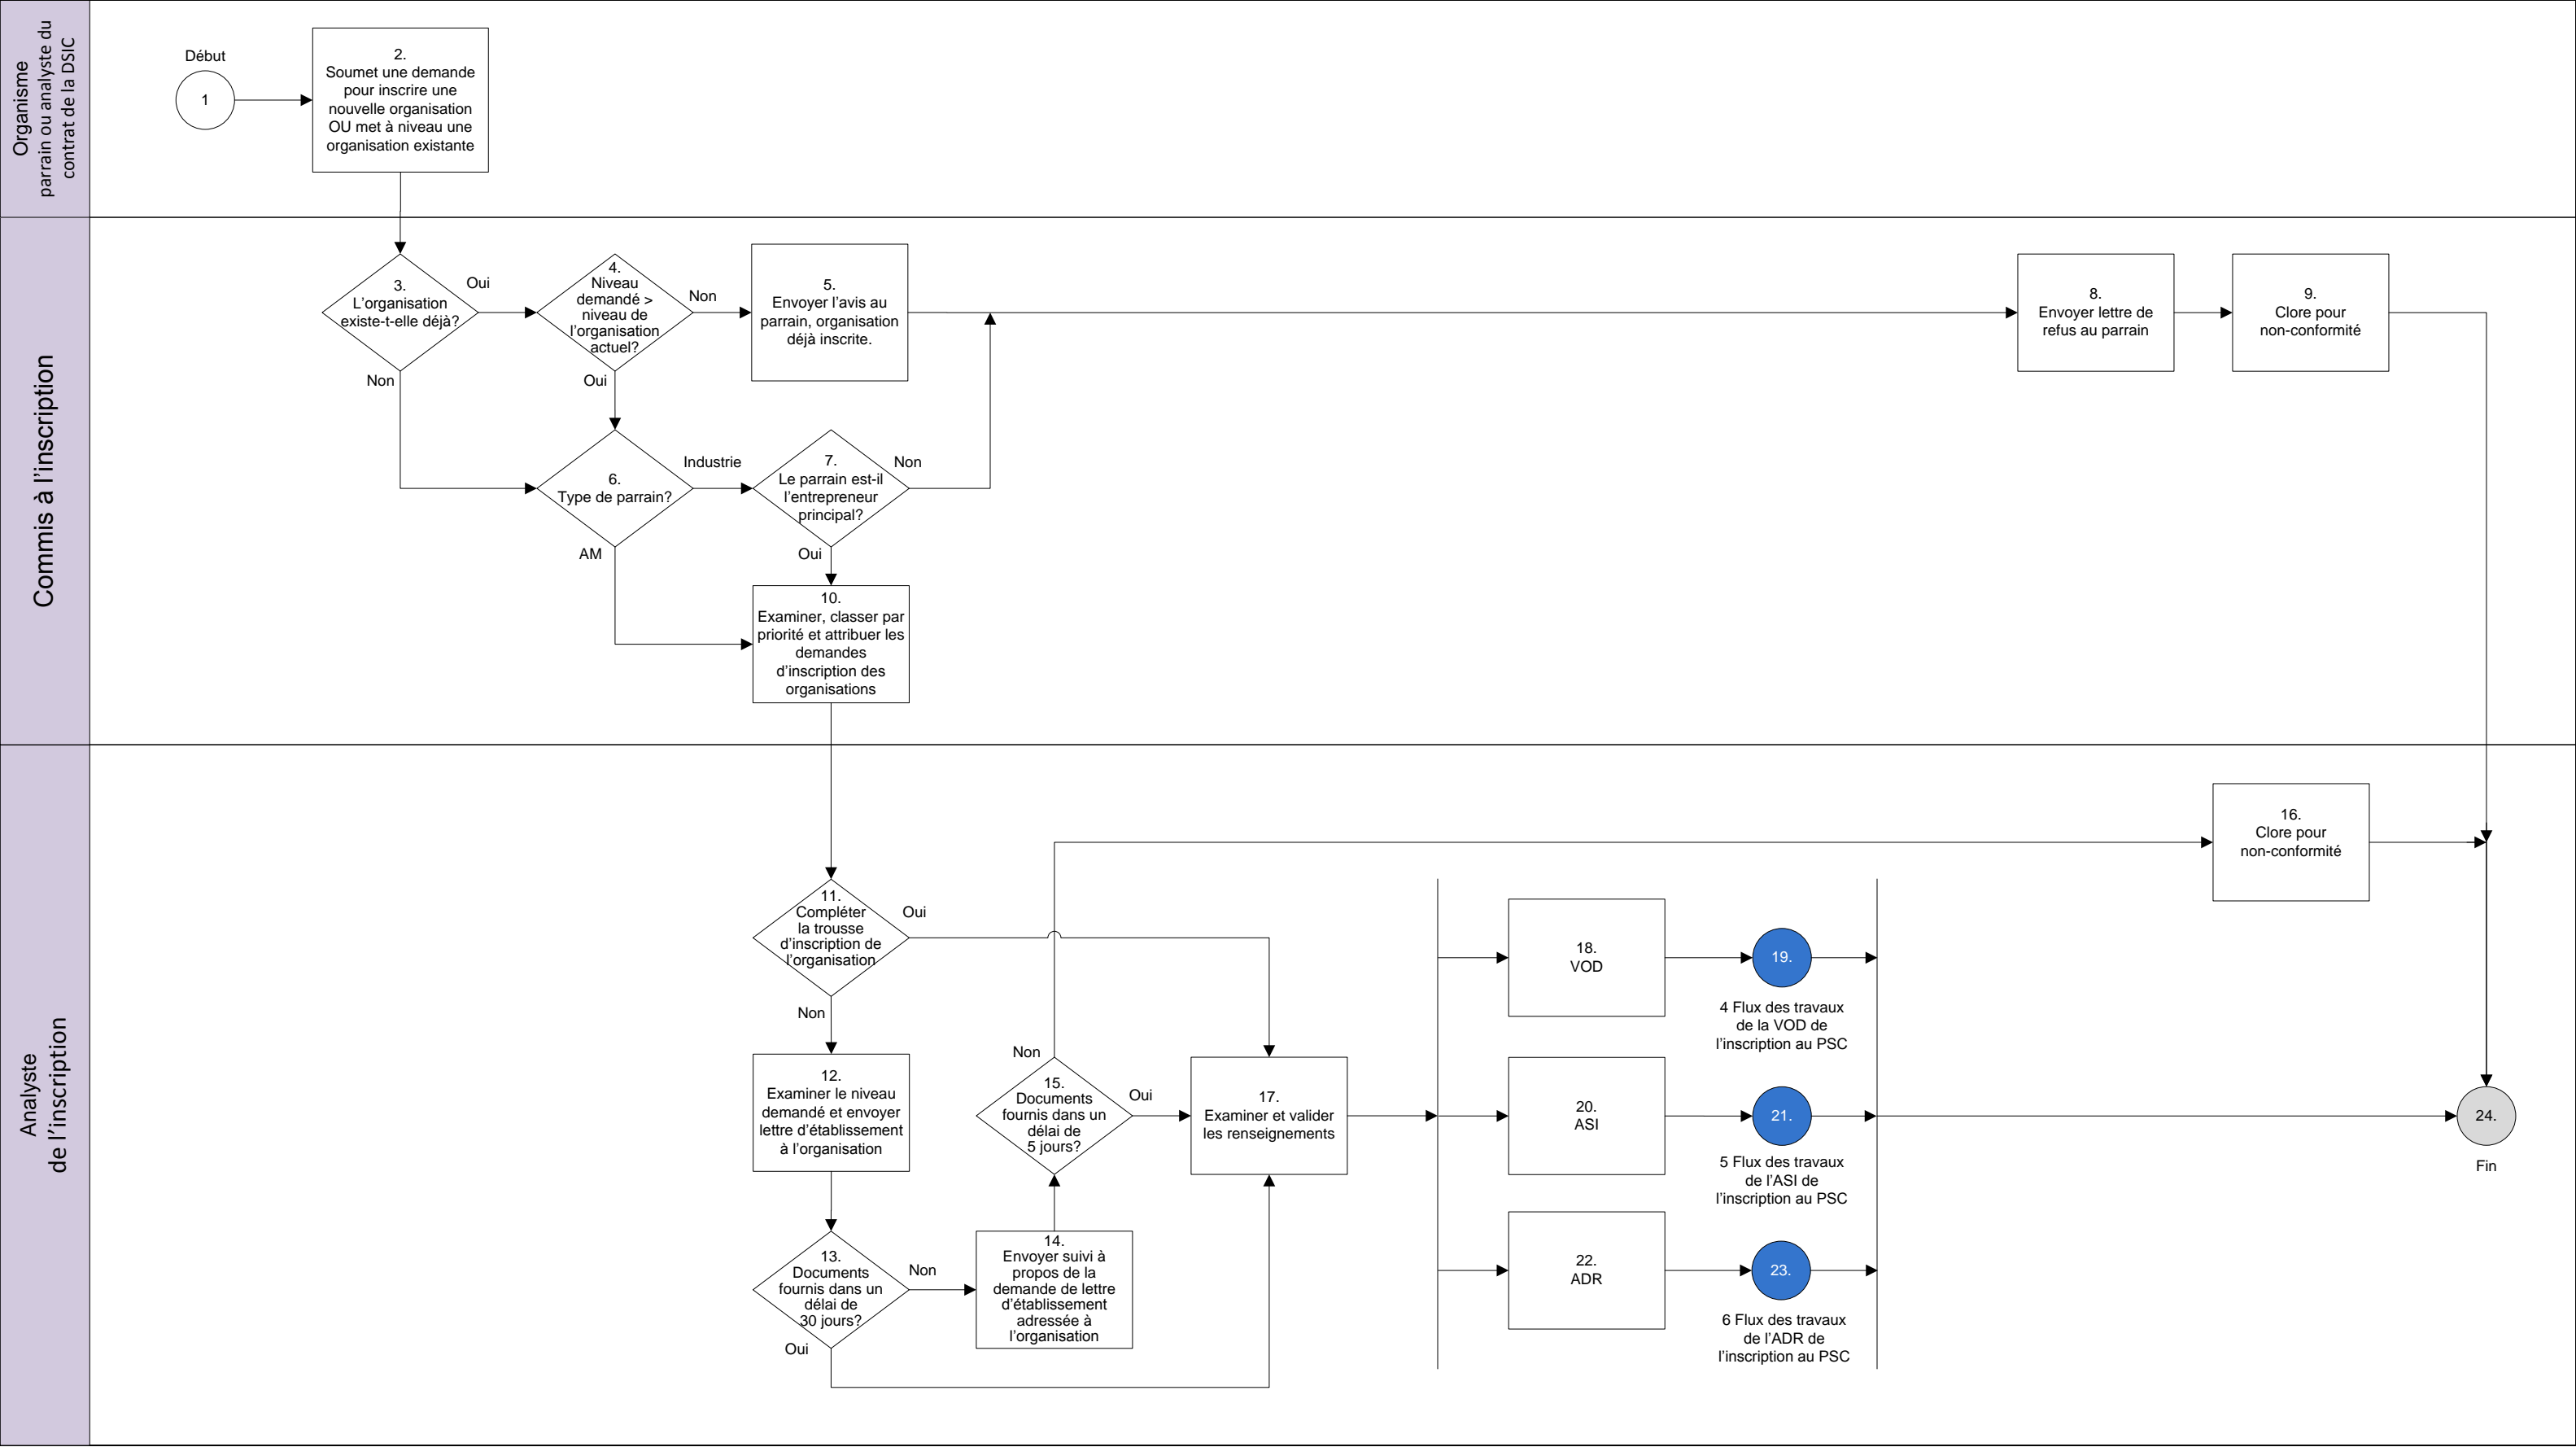 Organisme
parrain ou analyste du
contrat de la DSIC
Début
1
2.
Soumet une demande
pour inscrire une
nouvelle organisation
OU met à niveau une
organisation existante
Commis à l'inscription
3.
L'organisation
existe-t-elle déjà?
Oui
Non
4.
Niveau
demandé >
niveau de
l'organisation
actuel?
Non
Oui
5.
Envoyer l'avis au
parrain, organisation
déjà inscrite.
6.
Type de parrain?
Industrie
AM
7.
Le parrain est-il
l'entrepreneur
principal?
Non
Oui
8.
Envoyer lettre de
refus au parrain
9.
Clore pour
non-conformité
10.
Examiner, classer par
priorité et attribuer les
demandes
d'inscription des
organisations
Analyste
de l'inscription
11.
Compléter
la trousse
d'inscription de
l'organisation
Oui
Non
12.
Examiner le niveau
demandé et envoyer
lettre d'établissement
à l'organisation
13.
Documents
fournis dans un
délai de
30 jours?
Non
Oui
14.
Envoyer suivi à
propos de la
demande de lettre
d'établissement
adressée à
l'organisation
15.
Documents
fournis dans un
délai de
5 jours?
Non
Oui
16.
Clore pour
non-conformité
17.
Examiner et valider
les renseignements
18.
VOD
19.
4 Flux des travaux
de la VOD de
l'inscription au PSC
20.
ASI
21.
5 Flux des travaux
de l'ASI de
l'inscription au PSC
22.
ADR
23.
6 Flux des travaux
de l'ADR de
l'inscription au PSC
24.
Fin